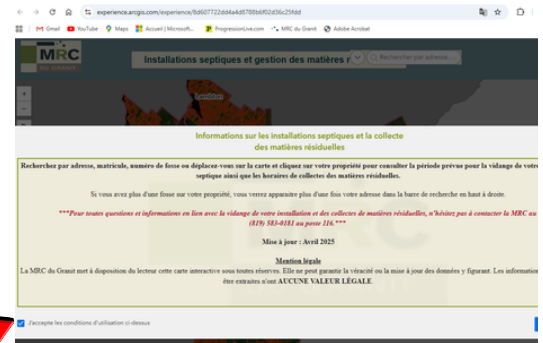 experience.arcgis.com/experience/8d607722dd4a4d8788b6f02d36c25fdd
Gmail YouTube Maps Accueil | Microsoft... ProgressionLive.com MRC du Granit Adobe Acrobat
MRC
DU GRANIT
Installations septiques et gestion des matières r
Rechercher par adresse, ...
Lambton
Informations sur les installations septiques et la collecte
des matières résiduelles
Recherchez par adresse, matricule, numéro de fosse ou déplacez-vous sur la carte et cliquez sur votre propriété pour consulter la période prévue pour la vidange de votre
septique ainsi que les horaires de collectes des matières résiduelles.
Si vous avez plus d'une fosse sur votre propriété, vous verrez apparaitre plus d'une fois votre adresse dans la barre de recherche en haut à droite.
***Pour toutes questions et informations en lien avec la vidange de votre installation et des collectes de matières résiduelles, n'hésitez pas à contacter la MRC au
(819) 583-0181 au poste 116.***
Mise à jour : Avril 2025
Mention légale
La MRC du Granit met à disposition du lecteur cette carte interactive sous toutes réserves. Elle ne peut garantir la véracité ou la mise à jour des données y figurant. Les information
être extraites n'ont AUCUNE VALEUR LÉGALE.
J'accepte les conditions d'utilisation ci-dessus